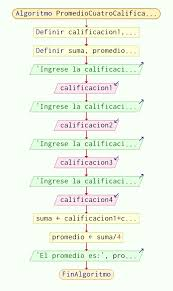 Algoritmo PromedioCuatroCalifica...
Definir calificacion1,...
Definir suma, promedio...
'Ingrese la calificaci...
calificacion1
'Ingrese la calificaci...
calificacion2
'Ingrese la calificaci...
calificacion3
'Ingrese la calificaci...
calificacion4
suma ← calificacion1+c...
promedio ← suma/4
'El promedio es:', pro...
FinAlgoritmo